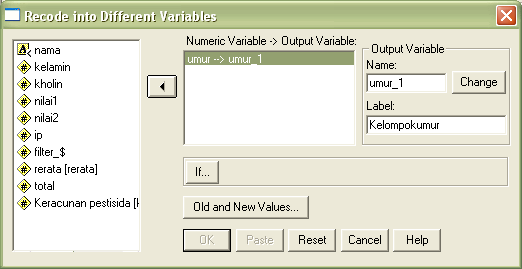 Recode into Different Variables
nama
kelamin
kholin
nilai1
nilai2
ip
filter_$
rerata [rerata]
total
Keracunan pestisida [k
Numeric Variable -> Output Variable:
umur --> umur_1
Output Variable
Name:
umur_1
Change
Label:
Kelompokumur
If...
Old and New Values...
OK
Paste
Reset
Cancel
Help